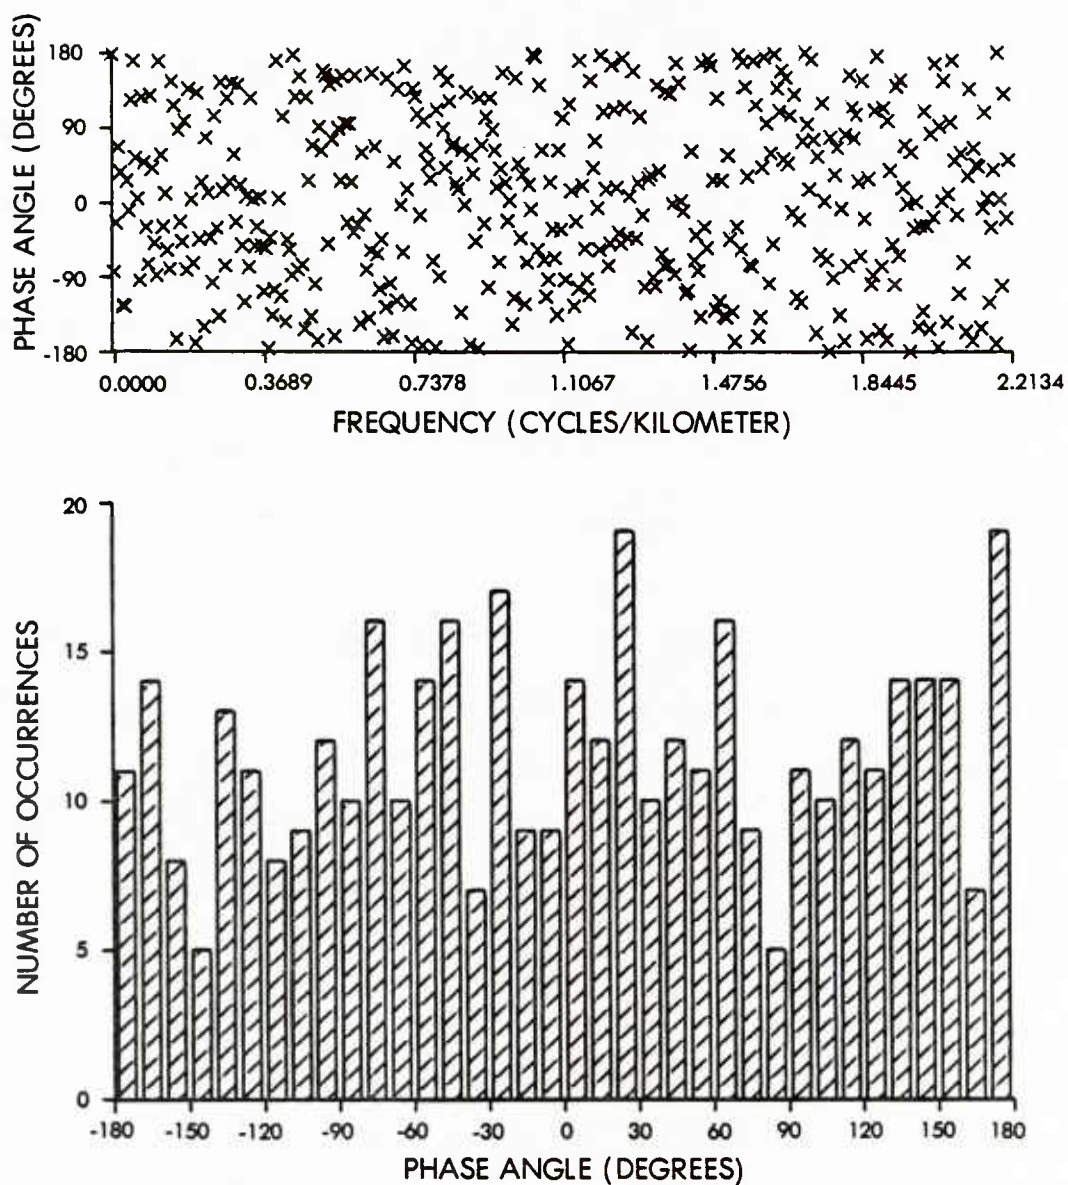 PHASE ANGLE (DEGREES)
180
90
0
-90
-180
0.0000 0.3689 0.7378 1.1067 1.4756 1.8445 2.2134
FREQUENCY (CYCLES/KILOMETER)
NUMBER OF OCCURRENCES
20
15
10
5
0
-180 -150 -120 -90 -60 -30 0 30 60 90 120 150 180
PHASE ANGLE (DEGREES)